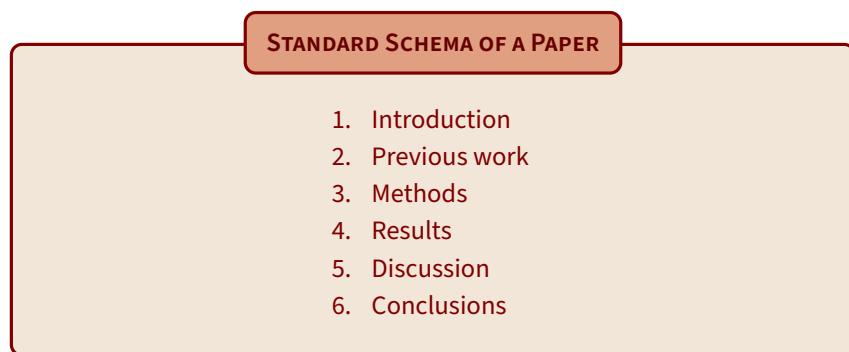 Standard Schema of a Paper
1. Introduction
2. Previous work
3. Methods
4. Results
5. Discussion
6. Conclusions